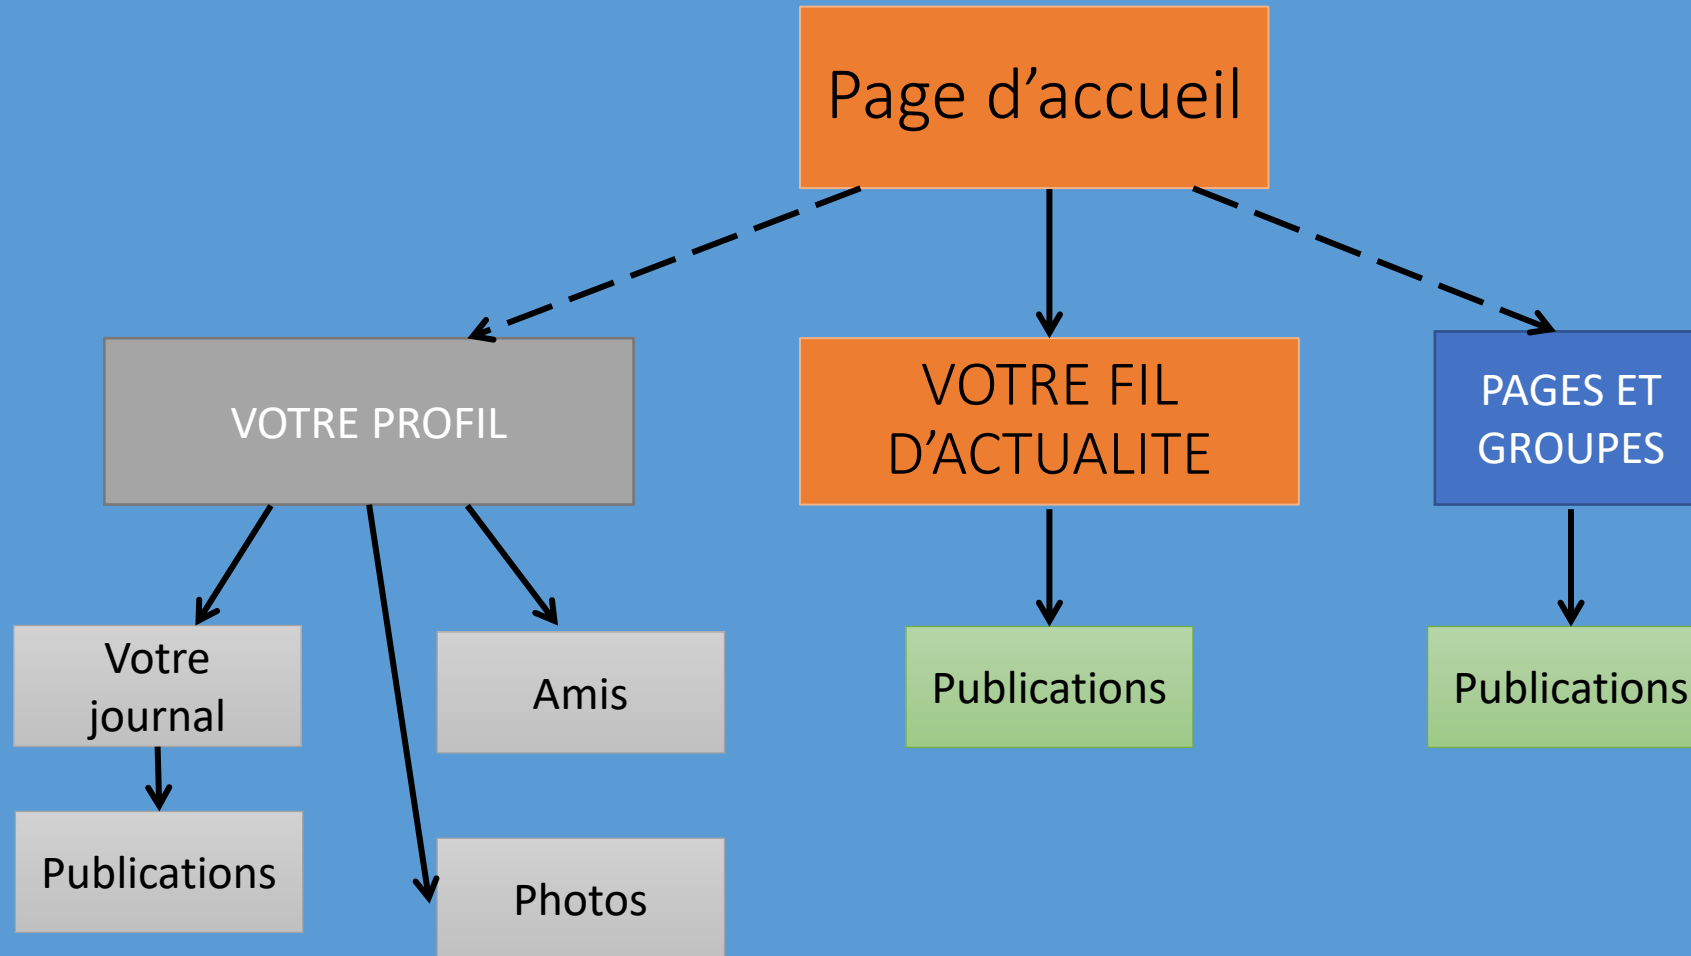 Page d’accueil
VOTRE PROFIL
VOTRE FIL
D’ACTUALITE
PAGES ET
GROUPES
Votre
journal
Amis
Publications
Publications
Publications
Photos